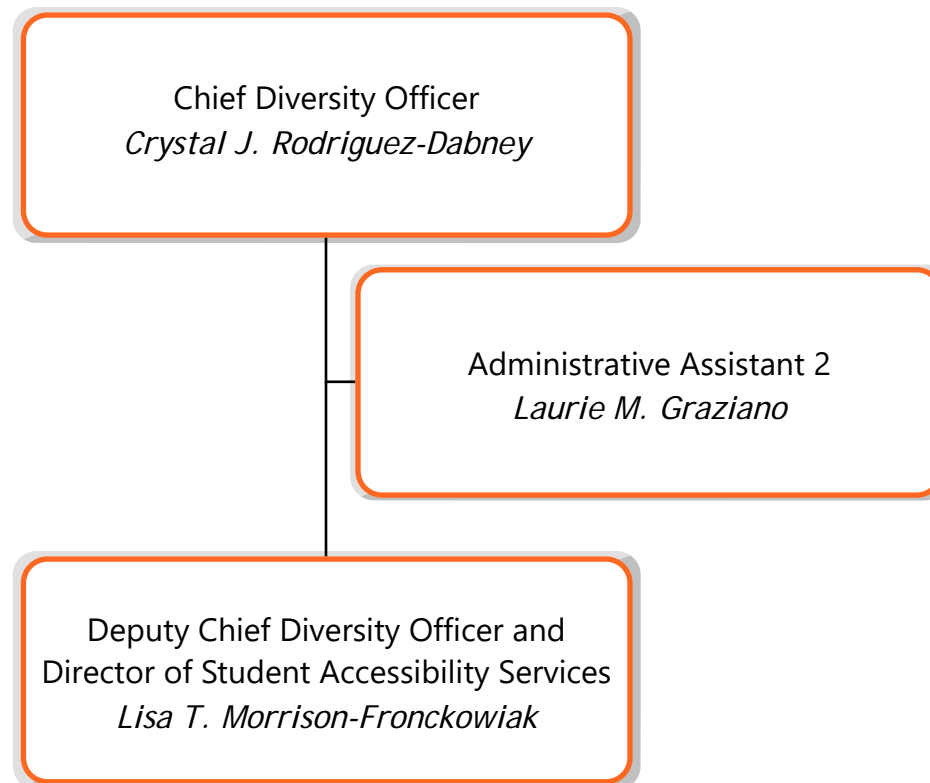 Chief Diversity Officer
Crystal J. Rodriguez-Dabney
Administrative Assistant 2
Laurie M. Graziano
Deputy Chief Diversity Officer and
Director of Student Accessibility Services
Lisa T. Morrison-Fronckowiak